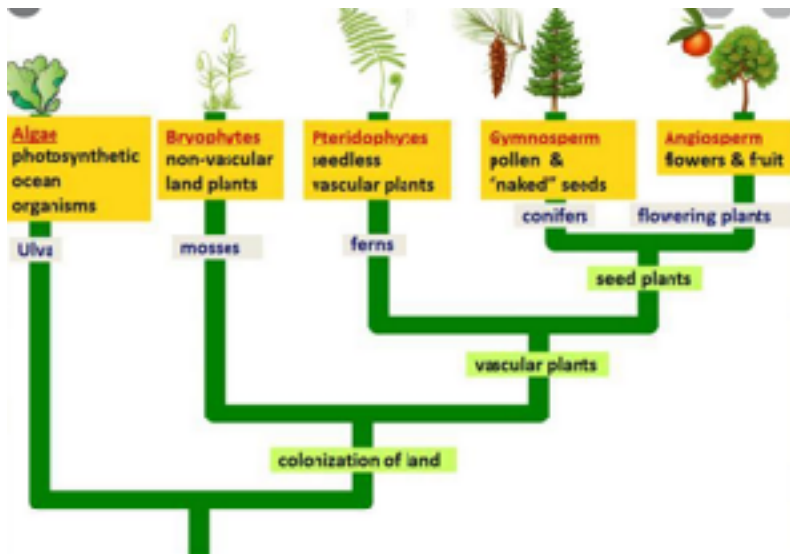 Algae
photosynthetic
ocean
organisms
Bryophytes
non-vascular
land plants
Pteridophytes
seedless
vascular plants
Gymnosperm
pollen &
"naked" seeds
Angiosperm
flowers & fruit
Ulva
mosses
ferns
conifers
flowering plants
seed plants
vascular plants
colonization of land